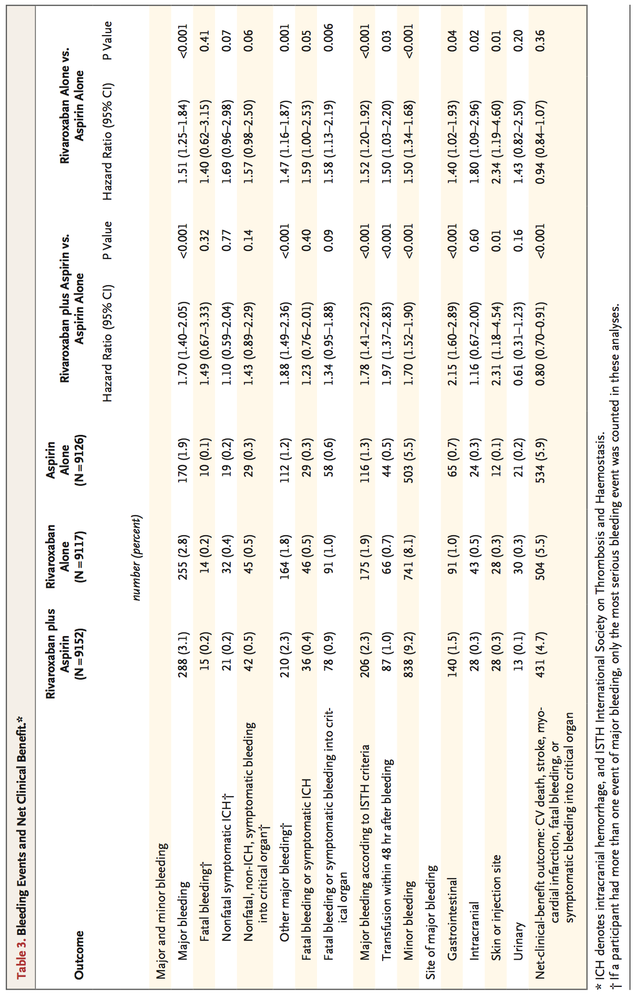 Table 3. Bleeding Events and Net Clinical Benefit.*
Outcome Rivaroxaban plus Aspirin (N=9152) Rivaroxaban Alone (N=9117) Aspirin Alone (N=9126) Rivaroxaban plus Aspirin vs. Aspirin Alone Rivaroxaban Alone vs. Aspirin Alone
Hazard Ratio (95% CI) P Value Hazard Ratio (95% CI) P Value
number (percent)
Major and minor bleeding
Major bleeding 288 (3.1) 255 (2.8) 170 (1.9) 1.70 (1.40–2.05) <0.001 1.51 (1.25–1.84) <0.001
Fatal bleeding† 15 (0.2) 14 (0.2) 10 (0.1) 1.49 (0.67–3.33) 0.32 1.40 (0.62–3.15) 0.41
Nonfatal symptomatic ICH† 21 (0.2) 32 (0.4) 19 (0.2) 1.10 (0.59–2.04) 0.77 1.69 (0.96–2.98) 0.07
Nonfatal, non-ICH, symptomatic bleeding 42 (0.5) 45 (0.5) 29 (0.3) 1.43 (0.89–2.29) 0.14 1.57 (0.98–2.50) 0.06
into critical organ†
Other major bleeding† 210 (2.3) 164 (1.8) 112 (1.2) 1.88 (1.49–2.36) <0.001 1.47 (1.16–1.87) 0.001
Fatal bleeding or symptomatic ICH 36 (0.4) 46 (0.5) 29 (0.3) 1.23 (0.76–2.01) 0.40 1.59 (1.00–2.53) 0.05
Fatal bleeding or symptomatic bleeding into crit- 78 (0.9) 91 (1.0) 58 (0.6) 1.34 (0.95–1.88) 0.09 1.58 (1.13–2.19) 0.006
ical organ
Major bleeding according to ISTH criteria 206 (2.3) 175 (1.9) 116 (1.3) 1.78 (1.41–2.23) <0.001 1.52 (1.20–1.92) <0.001
Transfusion within 48 hr after bleeding 87 (1.0) 66 (0.7) 44 (0.5) 1.97 (1.37–2.83) <0.001 1.50 (1.03–2.20) 0.03
Minor bleeding 838 (9.2) 741 (8.1) 503 (5.5) 1.70 (1.52–1.90) <0.001 1.50 (1.34–1.68) <0.001
Site of major bleeding
Gastrointestinal 140 (1.5) 91 (1.0) 65 (0.7) 2.15 (1.60–2.89) <0.001 1.40 (1.02–1.93) 0.04
Intracranial 28 (0.3) 43 (0.5) 24 (0.3) 1.16 (0.67–2.00) 0.60 1.80 (1.09–2.96) 0.02
Skin or injection site 28 (0.3) 28 (0.3) 12 (0.1) 2.31 (1.18–4.54) 0.01 2.34 (1.19–4.60) 0.01
Urinary 13 (0.1) 30 (0.3) 21 (0.2) 0.61 (0.31–1.23) 0.16 1.43 (0.82–2.50) 0.20
Net-clinical-benefit outcome: CV death, stroke, myo- 431 (4.7) 504 (5.5) 534 (5.9) 0.80 (0.70–0.91) <0.001 0.94 (0.84–1.07) 0.36
cardial infarction, fatal bleeding, or
symptomatic bleeding into critical organ
* ICH denotes intracranial hemorrhage, and ISTH International Society on Thrombosis and Haemostasis.
† If a participant had more than one event of major bleeding, only the most serious bleeding event was counted in these analyses.